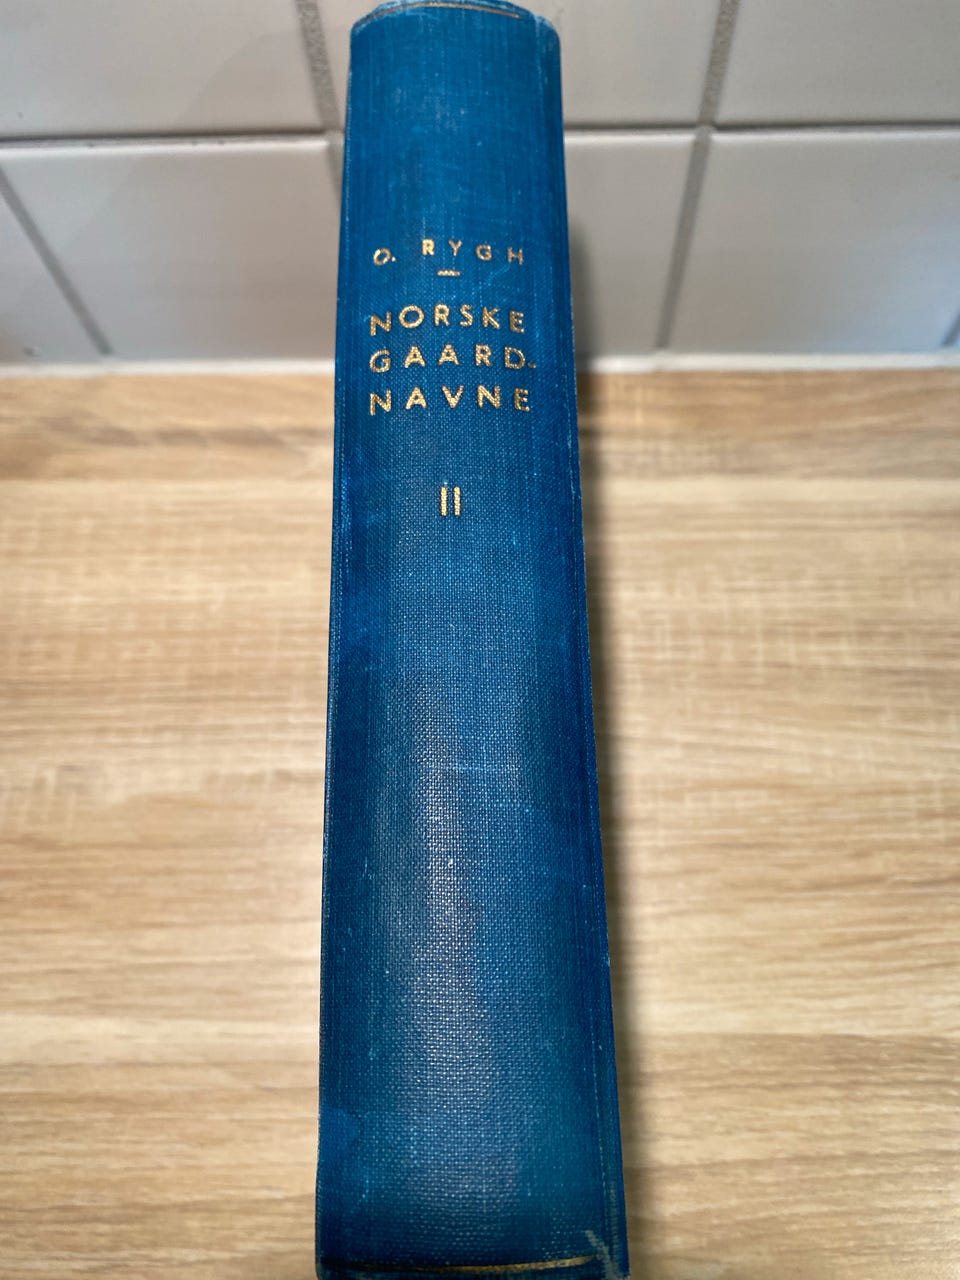 O. RYGH
NORSKE
GAARD-
NAVNE
II